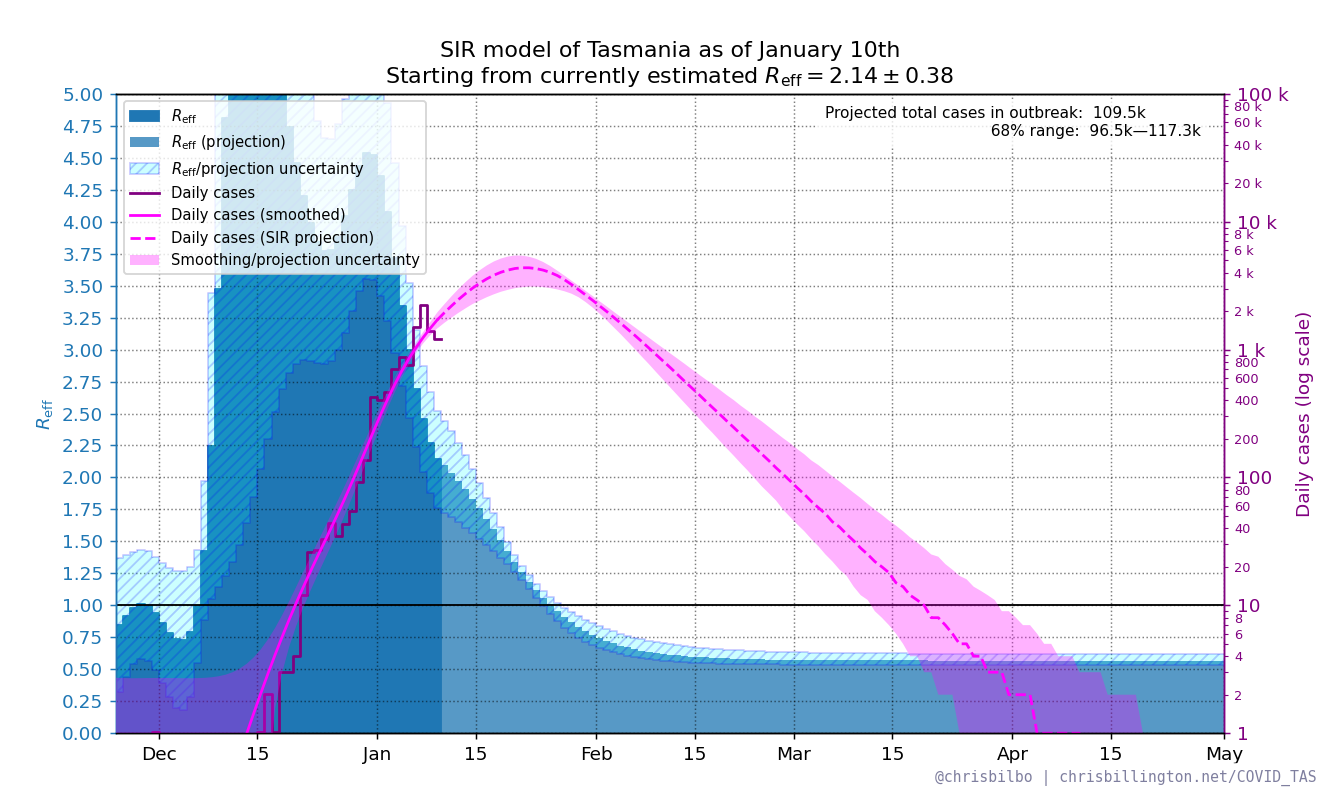 SIR model of Tasmania as of January 10th
Starting from currently estimated R_eff = 2.14 ± 0.38
Projected total cases in outbreak: 109.5k
68% range: 96.5k—117.3k
R_eff
R_eff (projection)
R_eff/projection uncertainty
Daily cases
Daily cases (smoothed)
Daily cases (SIR projection)
Smoothing/projection uncertainty
R_eff
5.00
4.75
4.50
4.25
4.00
3.75
3.50
3.25
3.00
2.75
2.50
2.25
2.00
1.75
1.50
1.25
1.00
0.75
0.50
0.25
0.00
100 k
80 k
60 k
40 k
20 k
10 k
8 k
6 k
4 k
2 k
1 k
800
600
400
200
100
80
60
40
20
10
8
6
4
2
1
Daily cases (log scale)
Dec 15 Jan 15 Feb 15 Mar 15 Apr 15 May
@chrisbilbo | chrisbillington.net/COVID_TAS